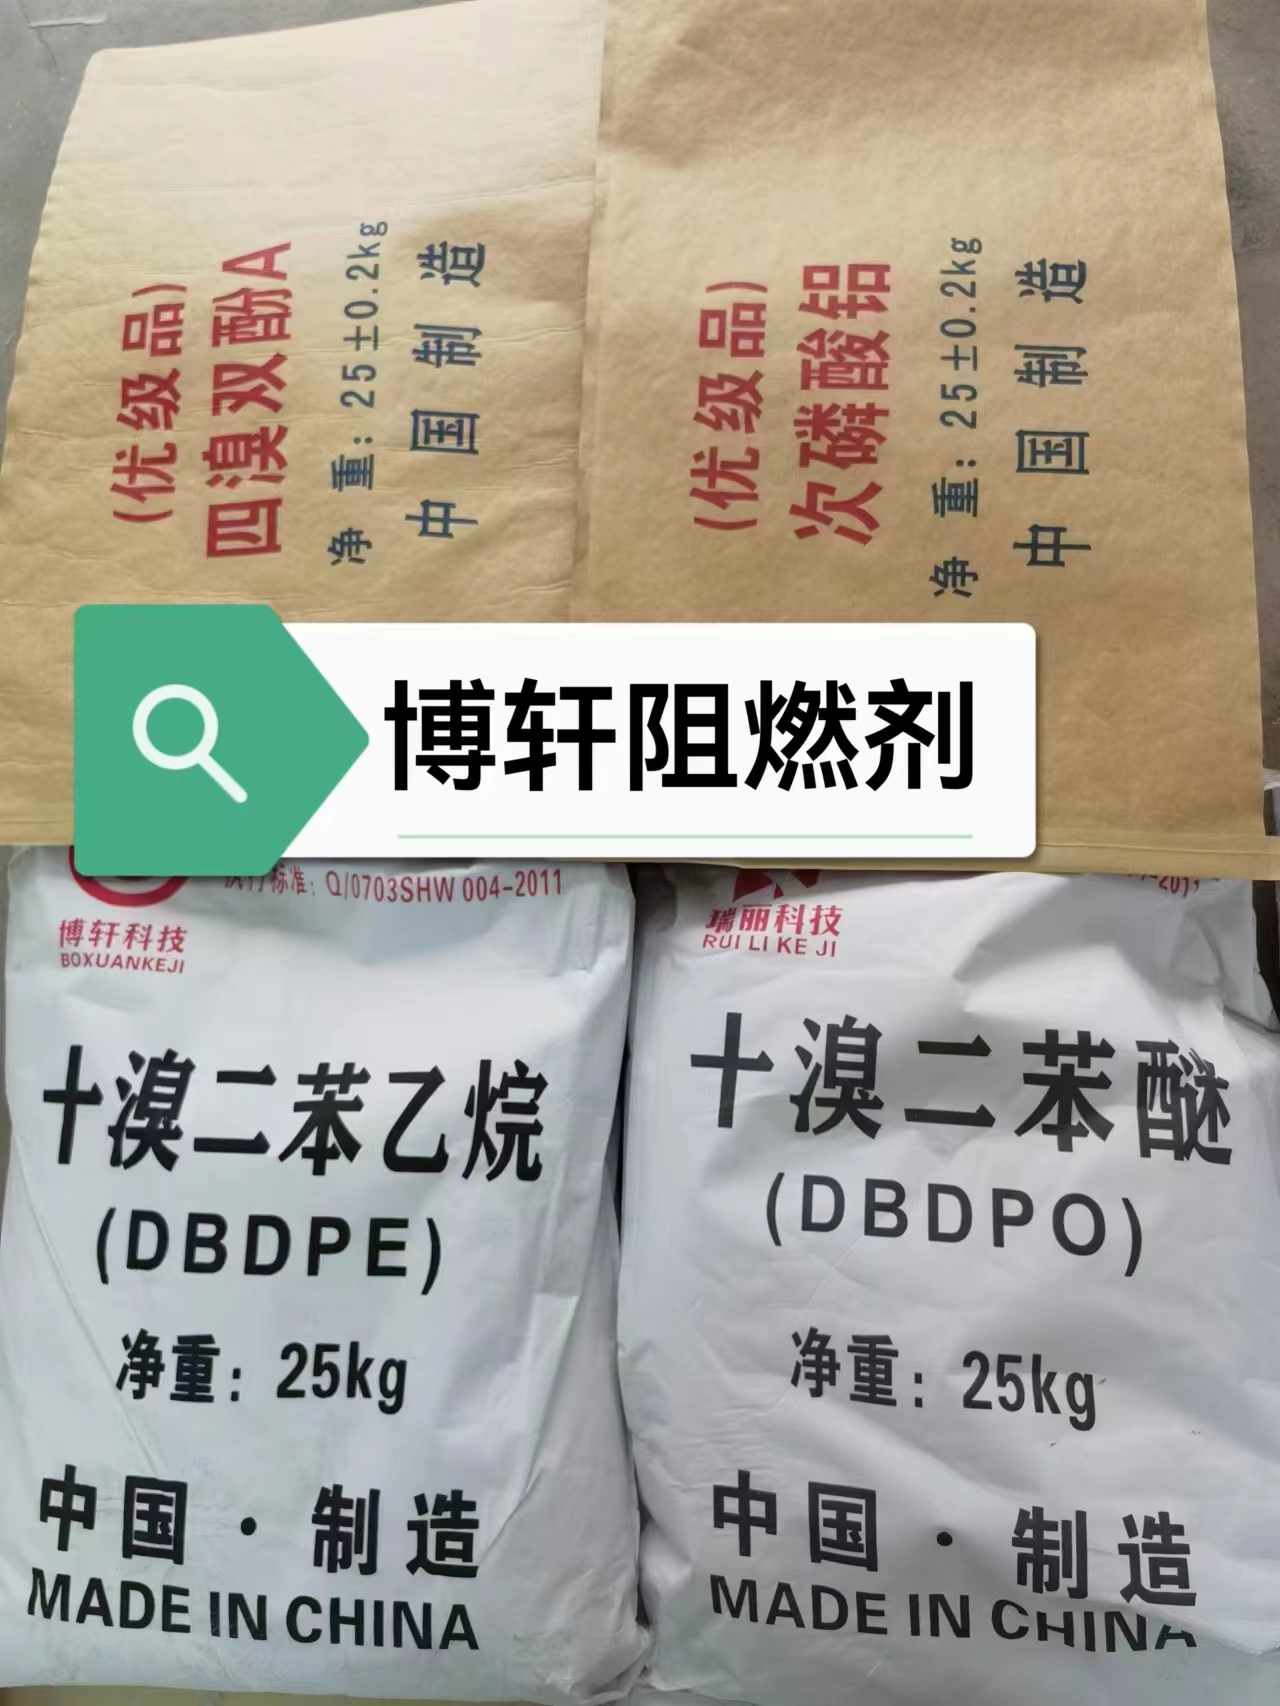 (优级品)
四溴双酚A
净 重: 25±0.2kg
中国制造
(优级品)
次磷酸铝
净 重: 25±0.2kg
中国制造
博轩阻燃剂
执行标准: Q/0703SHW 004-2011
博轩科技
BOXUANKEJI
十溴二苯乙烷
(DBDPE)
净重: 25kg
中国·制造
MADE IN CHINA
瑞丽科技
RUI LI KE JI
十溴二苯醚
(DBDPO)
净重: 25kg
中国·制造
MADE IN CHINA